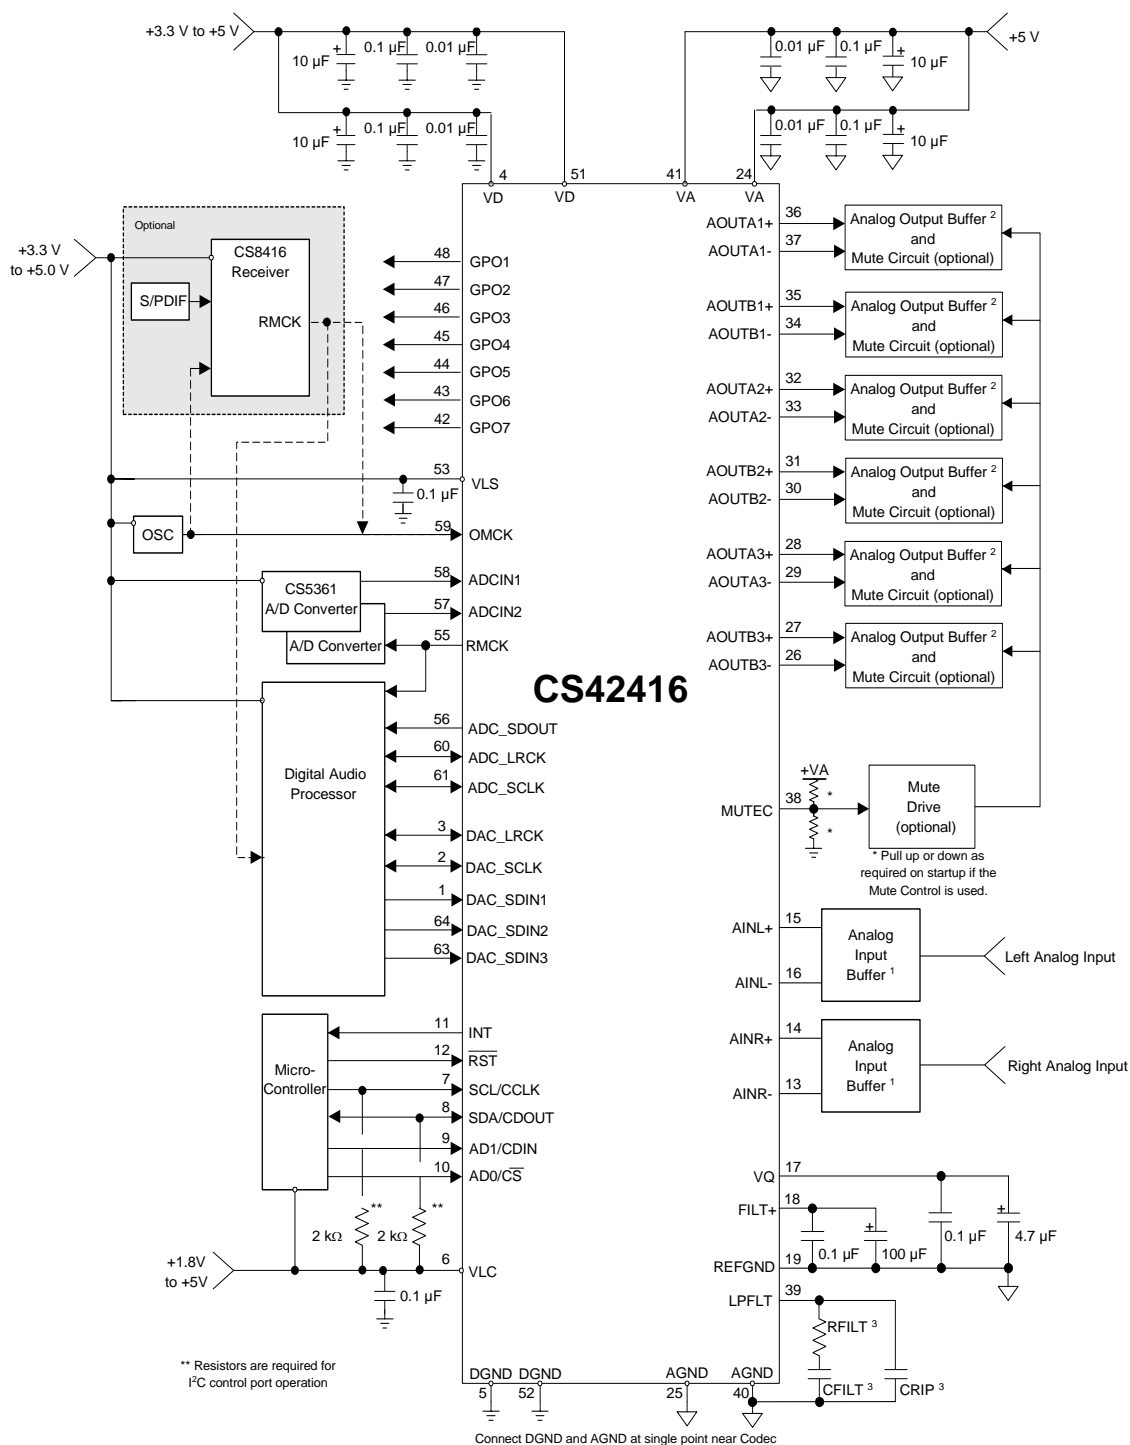 +3.3 V to +5 V
10 µF
+
0.1 µF
0.01 µF
10 µF
+
0.1 µF
0.01 µF
+5 V
0.01 µF
0.1 µF
+
10 µF
0.01 µF
0.1 µF
+
10 µF
4
51
41
24
VD
VD
VA
VA
Optional
+3.3 V
to +5.0 V
CS8416
Receiver
S/PDIF
RMCK
48
GPO1
47
GPO2
46
GPO3
45
GPO4
44
GPO5
43
GPO6
42
GPO7
53
VLS
0.1 µF
OSC
59
OMCK
CS5361
A/D Converter
A/D Converter
58
ADCIN1
57
ADCIN2
55
RMCK
CS42416
Digital Audio
Processor
56
ADC_SDOUT
60
ADC_LRCK
61
ADC_SCLK
3
DAC_LRCK
2
DAC_SCLK
1
DAC_SDIN1
64
DAC_SDIN2
63
DAC_SDIN3
Micro-
Controller
11
INT
12
RST
7
SCL/CCLK
8
SDA/CDOUT
9
AD1/CDIN
10
AD0/CS
**
2 kΩ
**
2 kΩ
+1.8V
to +5V
6
VLC
0.1 µF
** Resistors are required for
I²C control port operation
AOUTA1+
36
AOUTA1-
37
Analog Output Buffer ²
and
Mute Circuit (optional)
AOUTB1+
35
AOUTB1-
34
Analog Output Buffer ²
and
Mute Circuit (optional)
AOUTA2+
32
AOUTA2-
33
Analog Output Buffer ²
and
Mute Circuit (optional)
AOUTB2+
31
AOUTB2-
30
Analog Output Buffer ²
and
Mute Circuit (optional)
AOUTA3+
28
AOUTA3-
29
Analog Output Buffer ²
and
Mute Circuit (optional)
AOUTB3+
27
AOUTB3-
26
Analog Output Buffer ²
and
Mute Circuit (optional)
+VA
*
MUTEC
38
*
Mute
Drive
(optional)
* Pull up or down as
required on startup if the
Mute Control is used.
AINL+
15
AINL-
16
Analog
Input
Buffer ¹
Left Analog Input
AINR+
14
AINR-
13
Analog
Input
Buffer ¹
Right Analog Input
VQ
17
FILT+
18
0.1 µF
+
100 µF
0.1 µF
+
4.7 µF
REFGND
19
LPFLT
39
RFILT ³
CFILT ³
CRIP ³
DGND
DGND
AGND
AGND
5
52
25
40
Connect DGND and AGND at single point near Codec